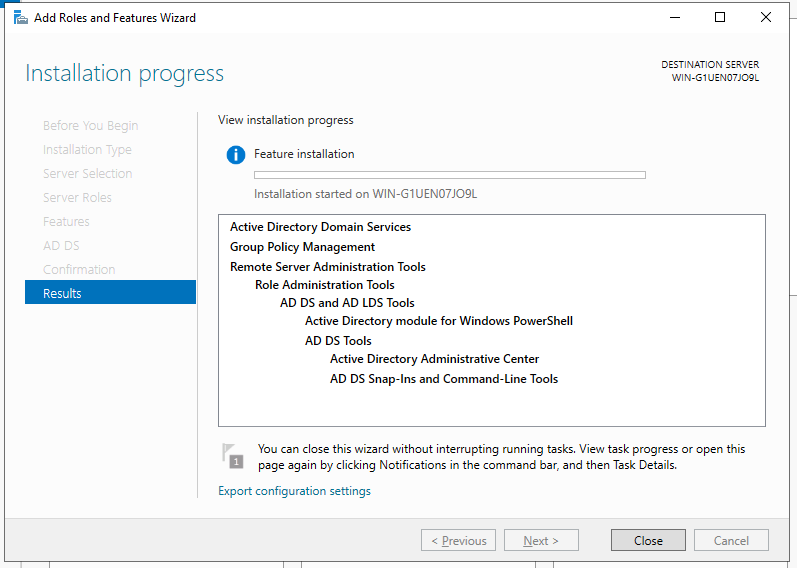 Add Roles and Features Wizard
Installation progress
DESTINATION SERVER
WIN-G1UEN07JO9L
Before You Begin
Installation Type
Server Selection
Server Roles
Features
AD DS
Confirmation
Results
View installation progress
Feature installation
Installation started on WIN-G1UEN07JO9L
Active Directory Domain Services
Group Policy Management
Remote Server Administration Tools
Role Administration Tools
AD DS and AD LDS Tools
Active Directory module for Windows PowerShell
AD DS Tools
Active Directory Administrative Center
AD DS Snap-Ins and Command-Line Tools
1
You can close this wizard without interrupting running tasks. View task progress or open this
page again by clicking Notifications in the command bar, and then Task Details.
Export configuration settings
< Previous
Next >
Close
Cancel